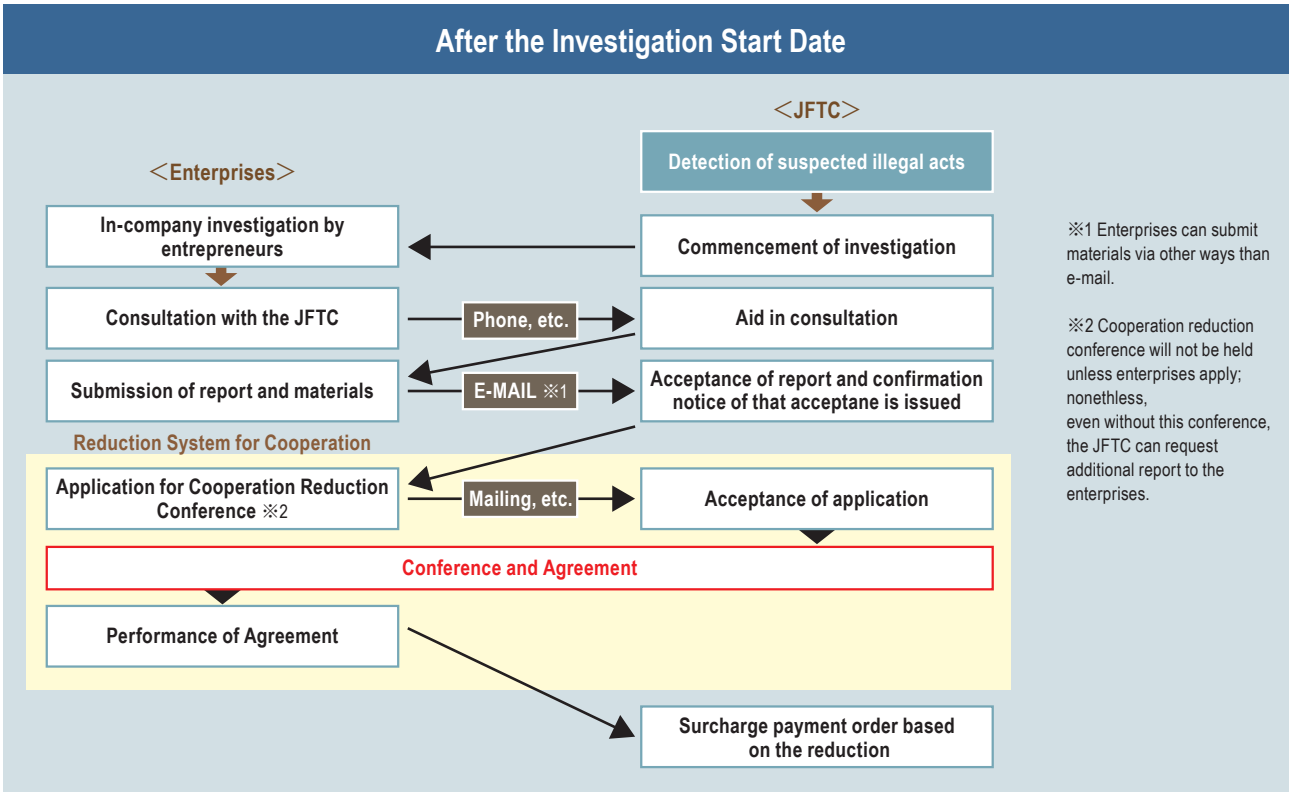 After the Investigation Start Date
＜JFTC＞
Detection of suspected illegal acts
＜Enterprises＞
In-company investigation by
entrepreneurs
Commencement of investigation
Consultation with the JFTC
Phone, etc.
Aid in consultation
Submission of report and materials
E-MAIL ※1
Acceptance of report and confirmation
notice of that acceptane is issued
Reduction System for Cooperation
Application for Cooperation Reduction
Conference ※2
Mailing, etc.
Acceptance of application
Conference and Agreement
Performance of Agreement
Surcharge payment order based
on the reduction
※1 Enterprises can submit
materials via other ways than
e-mail.
※2 Cooperation reduction
conference will not be held
unless enterprises apply;
nonethless,
even without this conference,
the JFTC can request
additional report to the
enterprises.